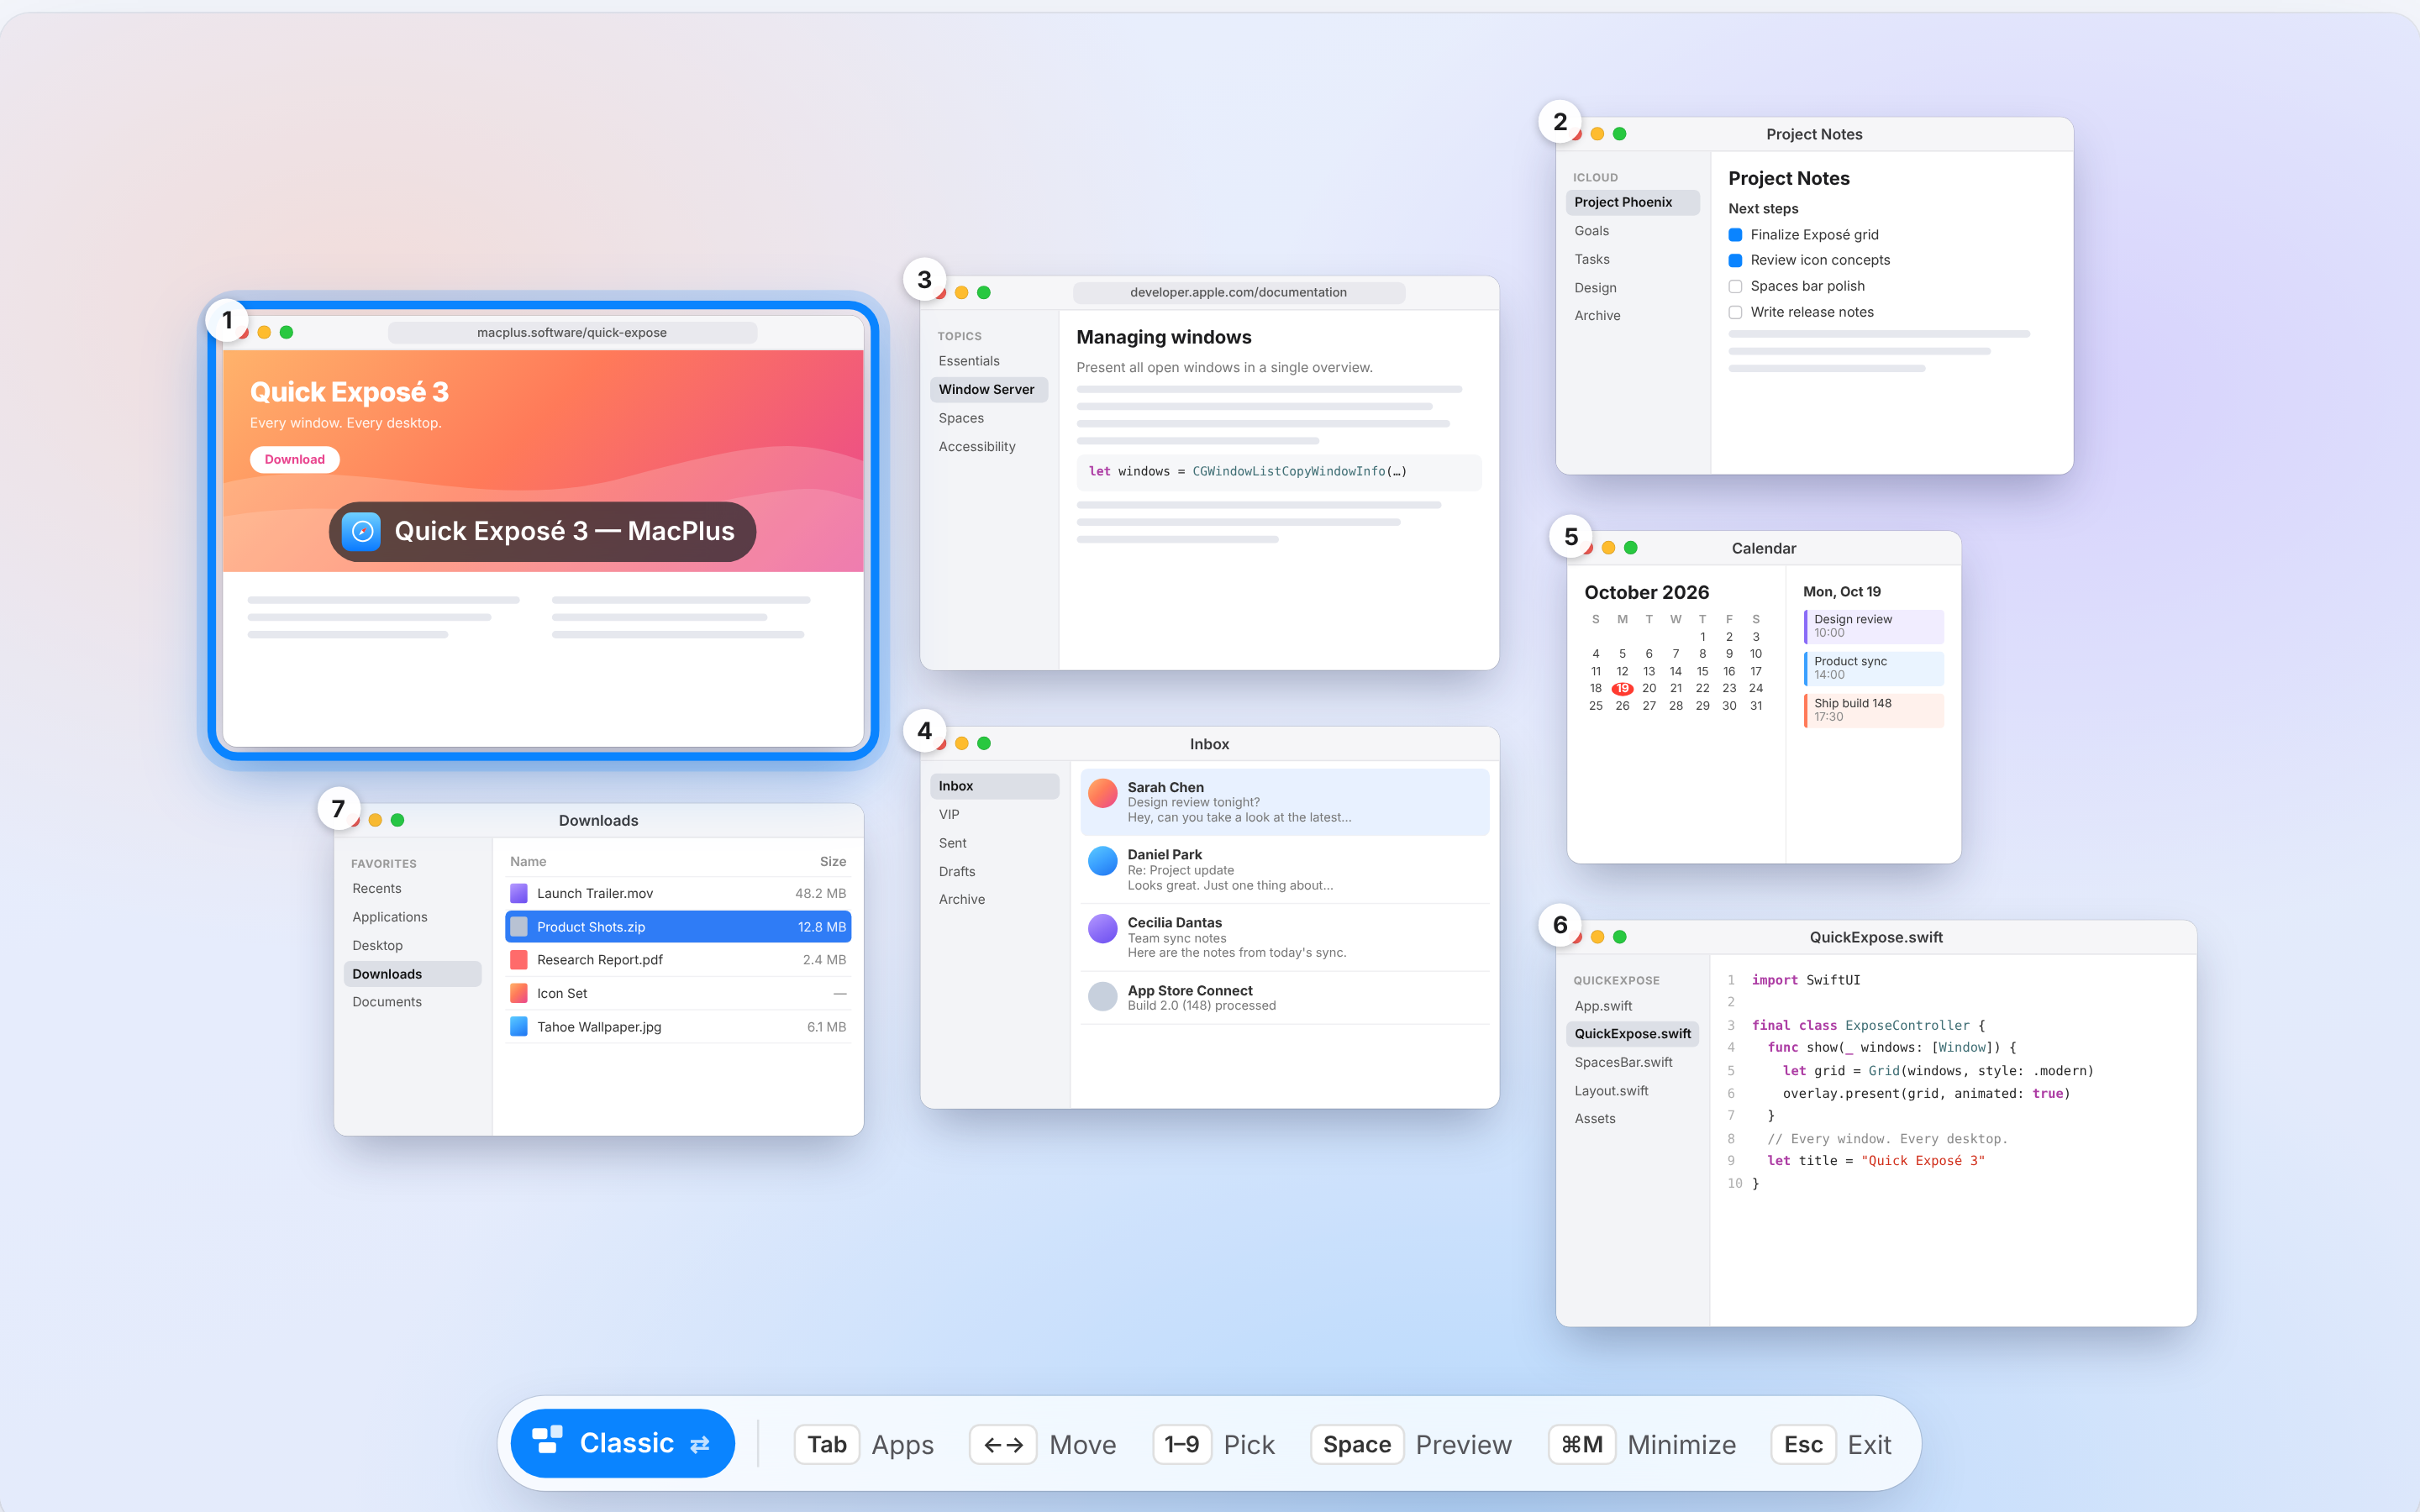 1
macplus.software/quick-expose
Quick Exposé 3
Every window. Every desktop.
Download
Quick Exposé 3 — MacPlus
2
Project Notes
ICLOUD
Project Phoenix
Goals
Tasks
Design
Archive
Project Notes
Next steps
Finalize Exposé grid
Review icon concepts
Spaces bar polish
Write release notes
3
developer.apple.com/documentation
TOPICS
Essentials
Window Server
Spaces
Accessibility
Managing windows
Present all open windows in a single overview.
let windows = CGWindowListCopyWindowInfo(…)
4
Inbox
Inbox
VIP
Sent
Drafts
Archive
Sarah Chen
Design review tonight?
Hey, can you take a look at the latest…
Daniel Park
Re: Project update
Looks great. Just one thing about…
Cecilia Dantas
Team sync notes
Here are the notes from today's sync.
App Store Connect
Build 2.0 (148) processed
5
Calendar
October 2026
S M T W T F S
1 2 3
4 5 6 7 8 9 10
11 12 13 14 15 16 17
18 19 20 21 22 23 24
25 26 27 28 29 30 31
Mon, Oct 19
Design review
10:00
Product sync
14:00
Ship build 148
17:30
6
QuickExpose.swift
QUICKEXPOSE
App.swift
QuickExpose.swift
SpacesBar.swift
Layout.swift
Assets
1 import SwiftUI
2
3 final class ExposeController {
4 func show(_ windows: [Window]) {
5 let grid = Grid(windows, style: .modern)
6 overlay.present(grid, animated: true)
7 }
8 // Every window. Every desktop.
9 let title = "Quick Exposé 3"
10 }
7
Downloads
FAVORITES
Recents
Applications
Desktop
Downloads
Documents
Name Size
Launch Trailer.mov 48.2 MB
Product Shots.zip 12.8 MB
Research Report.pdf 2.4 MB
Icon Set —
Tahoe Wallpaper.jpg 6.1 MB
Classic ⇄ Tab Apps ←→ Move 1–9 Pick Space Preview ⌘M Minimize Esc Exit